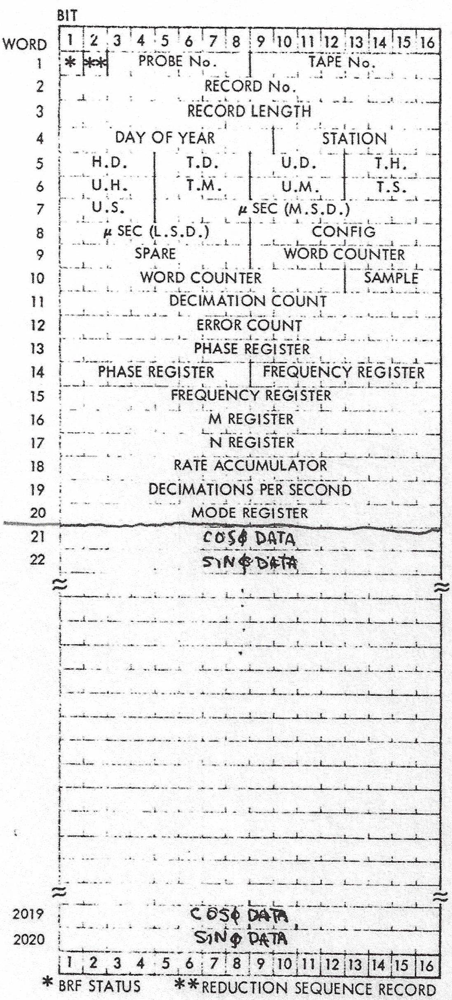 BIT
WORD 1 2 3 4 5 6 7 8 9 10 11 12 13 14 15 16
1 * ** PROBE No. TAPE No.
2 RECORD No.
3 RECORD LENGTH
4 DAY OF YEAR STATION
5 H.D. T.D. U.D. T.H.
6 U.H. T.M. U.M. T.S.
7 U.S. μ SEC (M.S.D.)
8 μ SEC (L.S.D.) CONFIG
9 SPARE WORD COUNTER
10 WORD COUNTER SAMPLE
11 DECIMATION COUNT
12 ERROR COUNT
13 PHASE REGISTER
14 PHASE REGISTER FREQUENCY REGISTER
15 FREQUENCY REGISTER
16 M REGISTER
17 N REGISTER
18 RATE ACCUMULATOR
19 DECIMATIONS PER SECOND
20 MODE REGISTER
21 COSϕ DATA
22 SINϕ DATA
2019 COSϕ DATA
2020 SINϕ DATA
1 2 3 4 5 6 7 8 9 10 11 12 13 14 15 16
* BRF STATUS **REDUCTION SEQUENCE RECORD